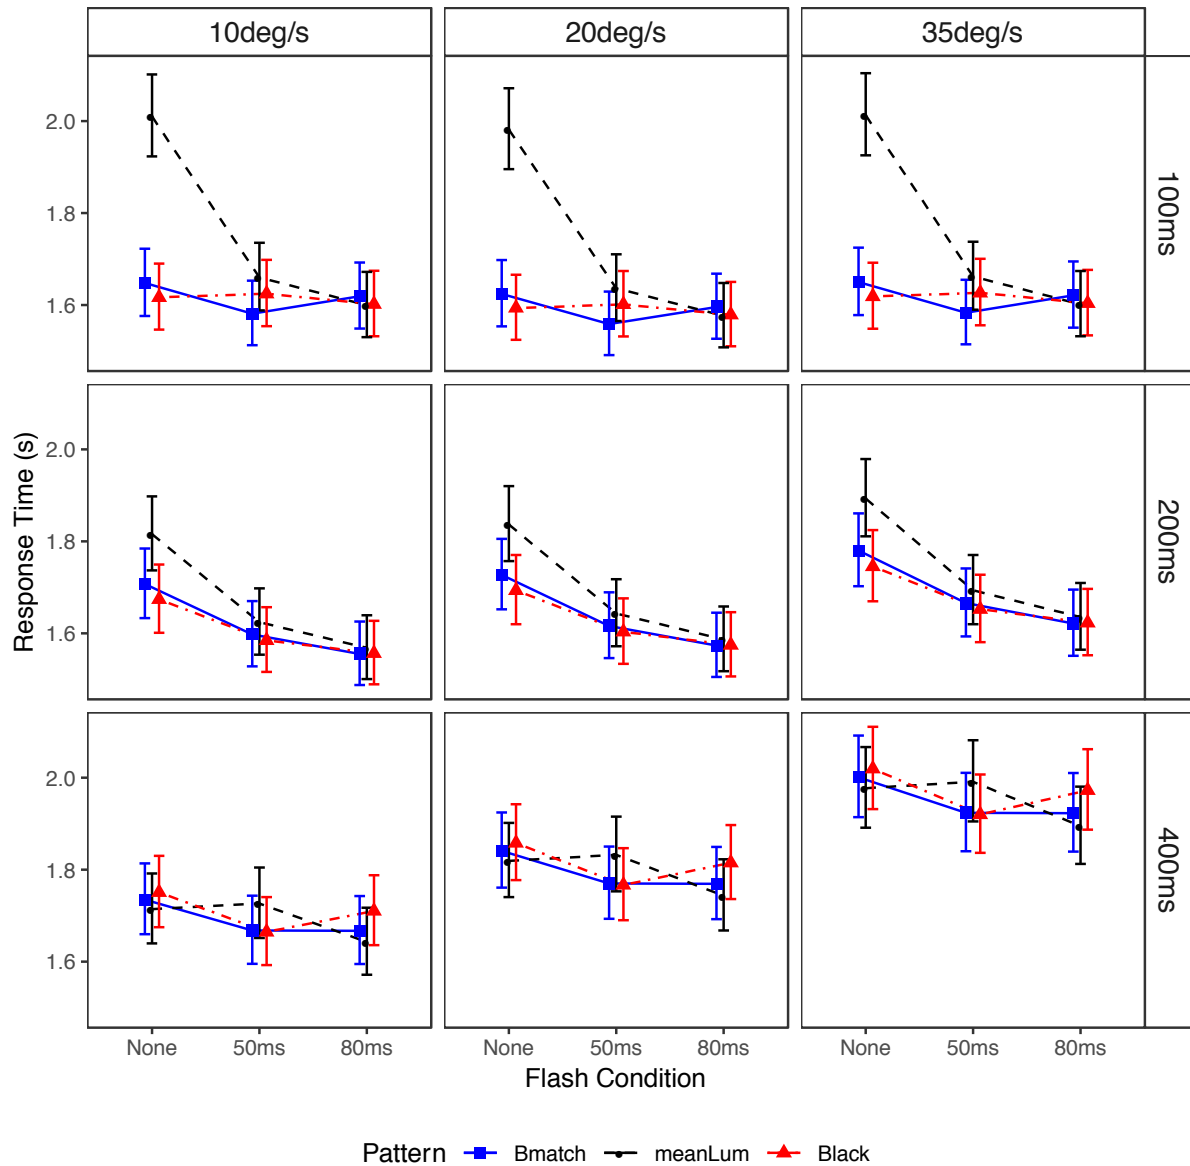 10deg/s 20deg/s 35deg/s
2.0
1.8
1.6
100ms
2.0
1.8
1.6
200ms
Response Time (s)
2.0
1.8
1.6
400ms
None 50ms 80ms None 50ms 80ms None 50ms 80ms
Flash Condition
Pattern Bmatch meanLum Black